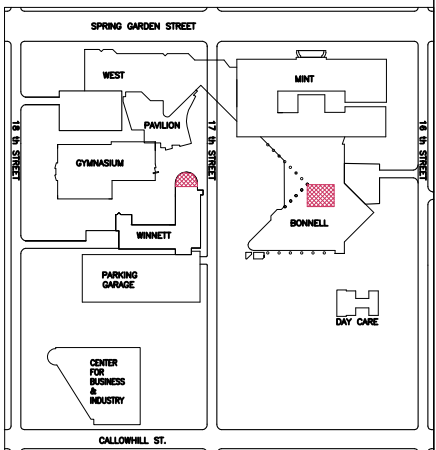 SPRING GARDEN STREET
WEST
MINT
PAVILION
18 th STREET
17 th STREET
16 th STREET
GYMNASIUM
BONNELL
WINNETT
PARKING
GARAGE
DAY CARE
CENTER
FOR
BUSINESS
&
INDUSTRY
CALLOWHILL ST.